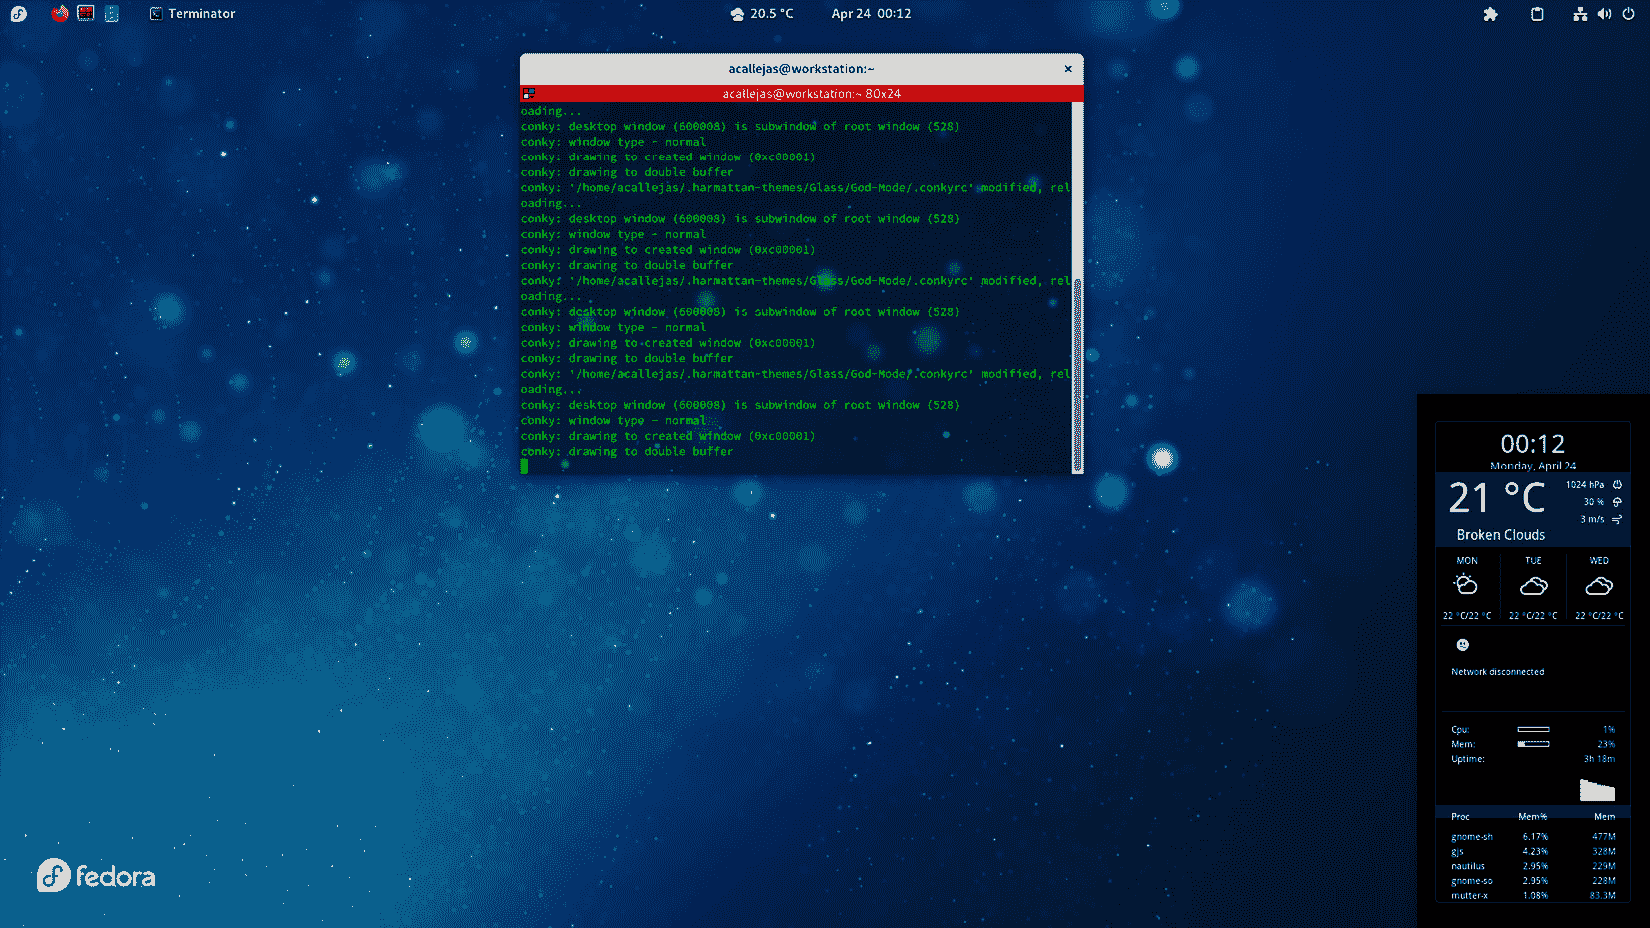 Terminator
20.5 °C
Apr 24 00:12
acallejas@workstation:~
×
acallejas@workstation:~ 80x24
oading...
conky: desktop window (600008) is subwindow of root window (528)
conky: window type - normal
conky: drawing to created window (0xc00001)
conky: drawing to double buffer
conky: '/home/acallejas/.harmattan-themes/Glass/God-Mode/.conkyrc' modified, rel
oading...
conky: desktop window (600008) is subwindow of root window (528)
conky: window type - normal
conky: drawing to created window (0xc00001)
conky: drawing to double buffer
conky: '/home/acallejas/.harmattan-themes/Glass/God-Mode/.conkyrc' modified, rel
oading...
conky: desktop window (600008) is subwindow of root window (528)
conky: window type - normal
conky: drawing to created window (0xc00001)
conky: drawing to double buffer
conky: '/home/acallejas/.harmattan-themes/Glass/God-Mode/.conkyrc' modified, rel
oading...
conky: desktop window (600008) is subwindow of root window (528)
conky: window type - normal
conky: drawing to created window (0xc00001)
conky: drawing to double buffer
00:12
Monday, April 24
21 °C
1024 hPa
30 %
3 m/s
Broken Clouds
MON TUE WED
22 °C/22 °C 22 °C/22 °C 22 °C/22 °C
Network disconnected
Cpu: 1%
Mem: 23%
Uptime: 3h 18m
Proc Mem% Mem
gnome-sh 6.17% 477M
gjs 4.23% 328M
nautilus 2.95% 229M
gnome-so 2.95% 228M
mutter-x 1.08% 83.3M
fedora